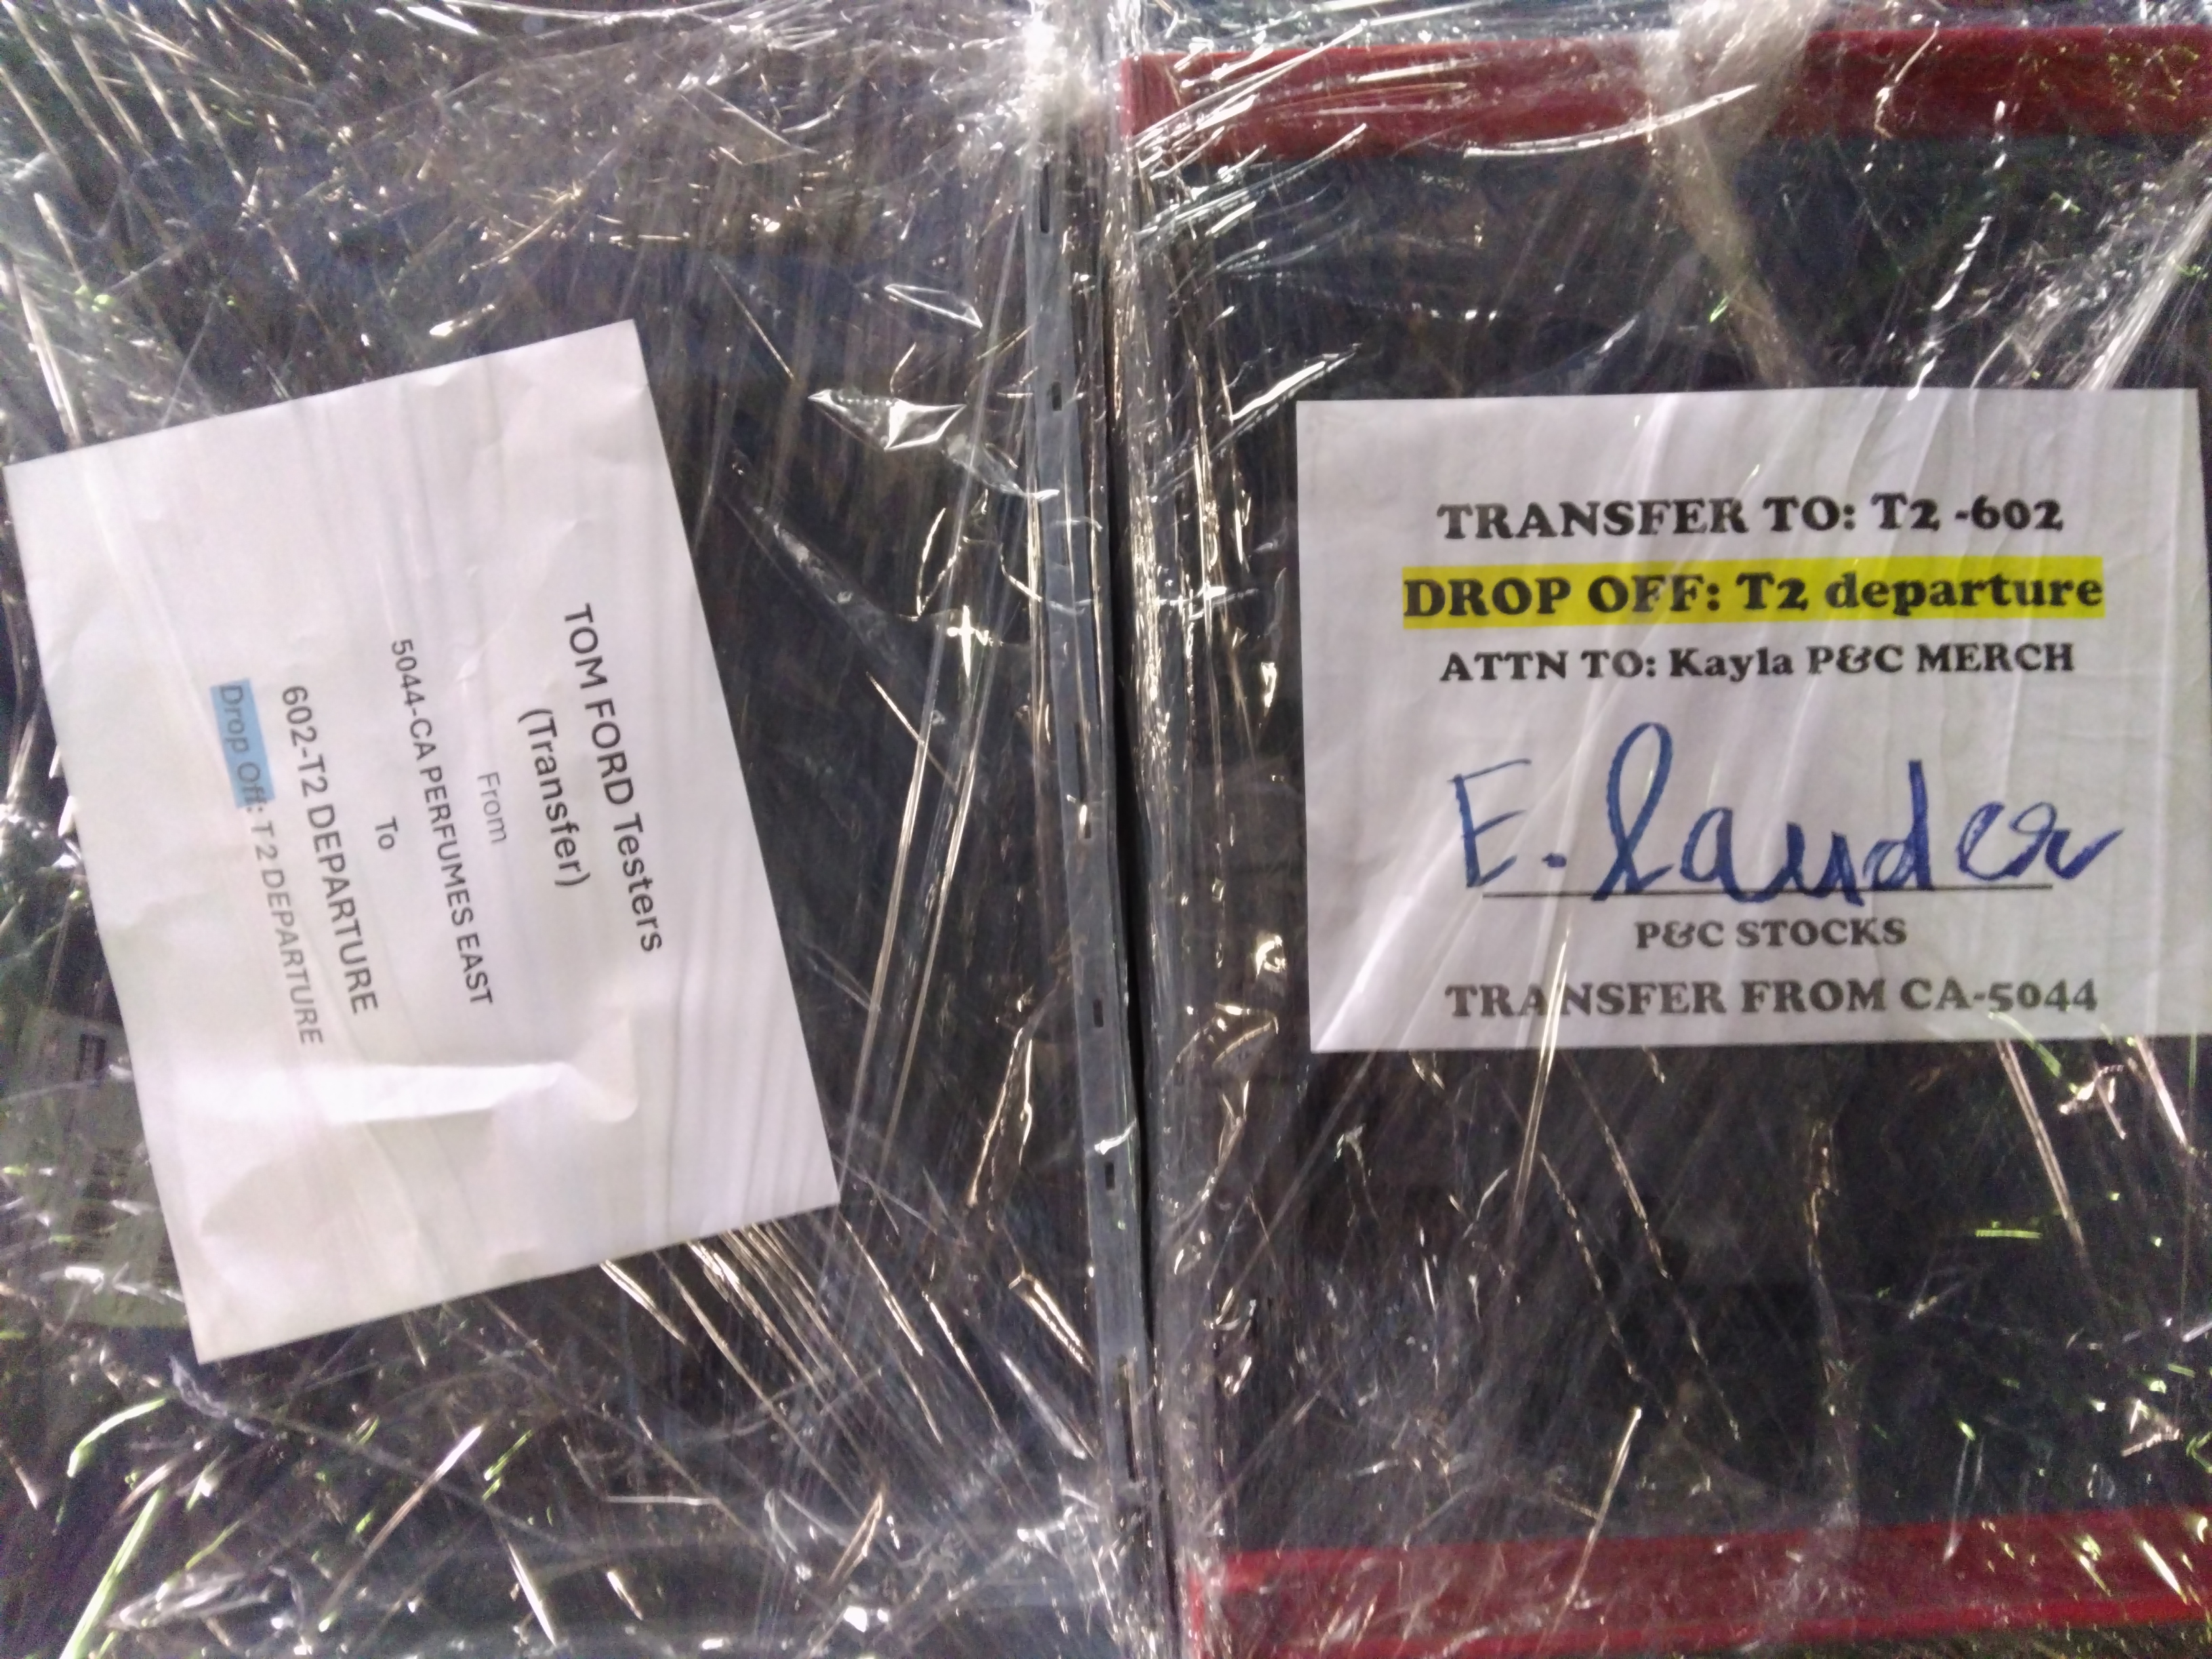 TOM FORD Testers
(Transfer)
From
5044-CA PERFUMES EAST
To
602-T2 DEPARTURE
Drop Off: T2 DEPARTURE
TRANSFER TO: T2 -602
DROP OFF: T2 departure
ATTN TO: Kayla P&C MERCH
E. Lauder
P&C STOCKS
TRANSFER FROM CA-5044